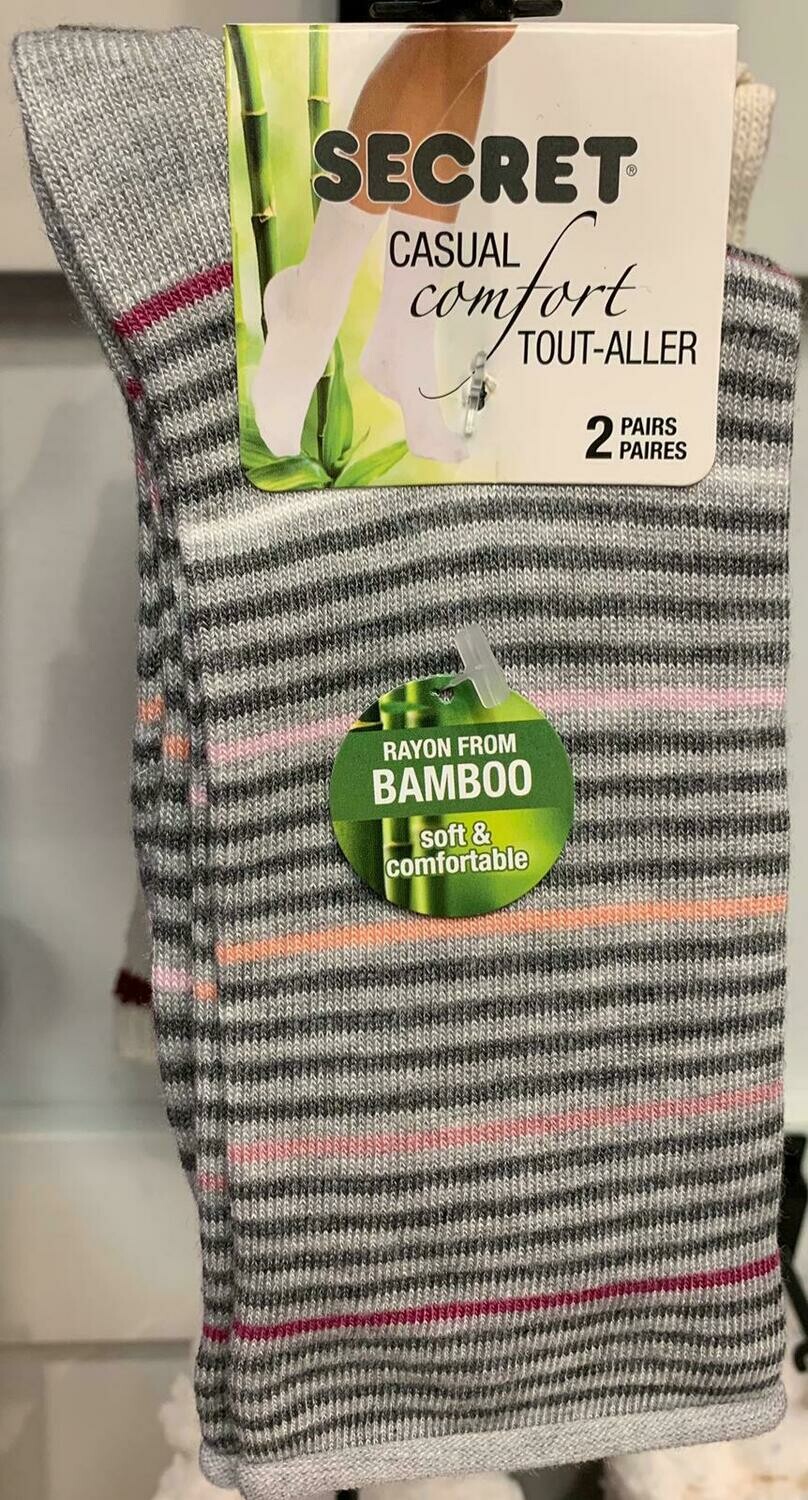 SECRET®
CASUAL
comfort
TOUT-ALLER
2 PAIRS
PAIRES
RAYON FROM
BAMBOO
soft &
comfortable